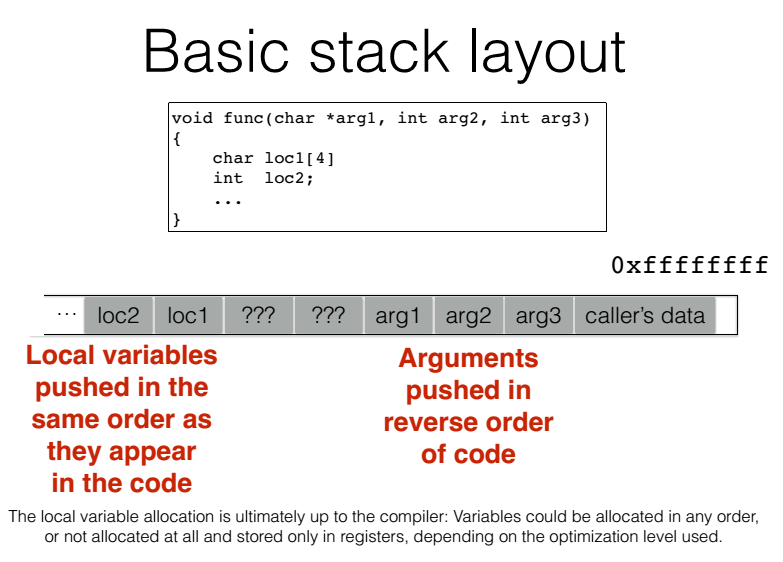 Basic stack layout
void func(char *arg1, int arg2, int arg3)
{
    char loc1[4]
    int  loc2;
    ...
}
0xffffffff
... loc2 loc1 ??? ??? arg1 arg2 arg3 caller's data
Local variables
pushed in the
same order as
they appear
in the code
Arguments
pushed in
reverse order
of code
The local variable allocation is ultimately up to the compiler: Variables could be allocated in any order,
or not allocated at all and stored only in registers, depending on the optimization level used.